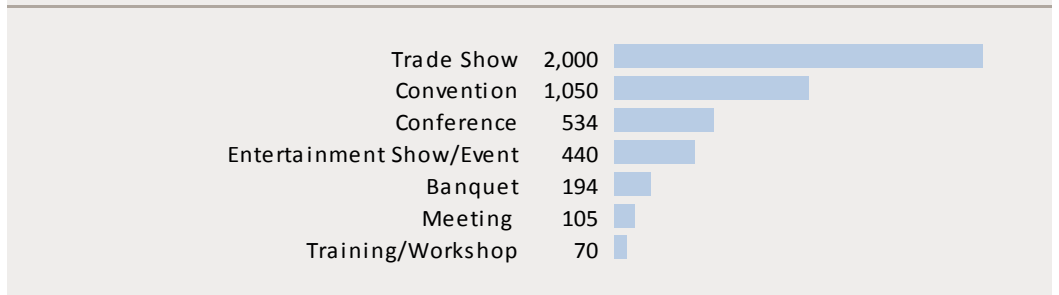 Trade Show 2,000
Convention 1,050
Conference 534
Entertainment Show/Event 440
Banquet 194
Meeting 105
Training/Workshop 70